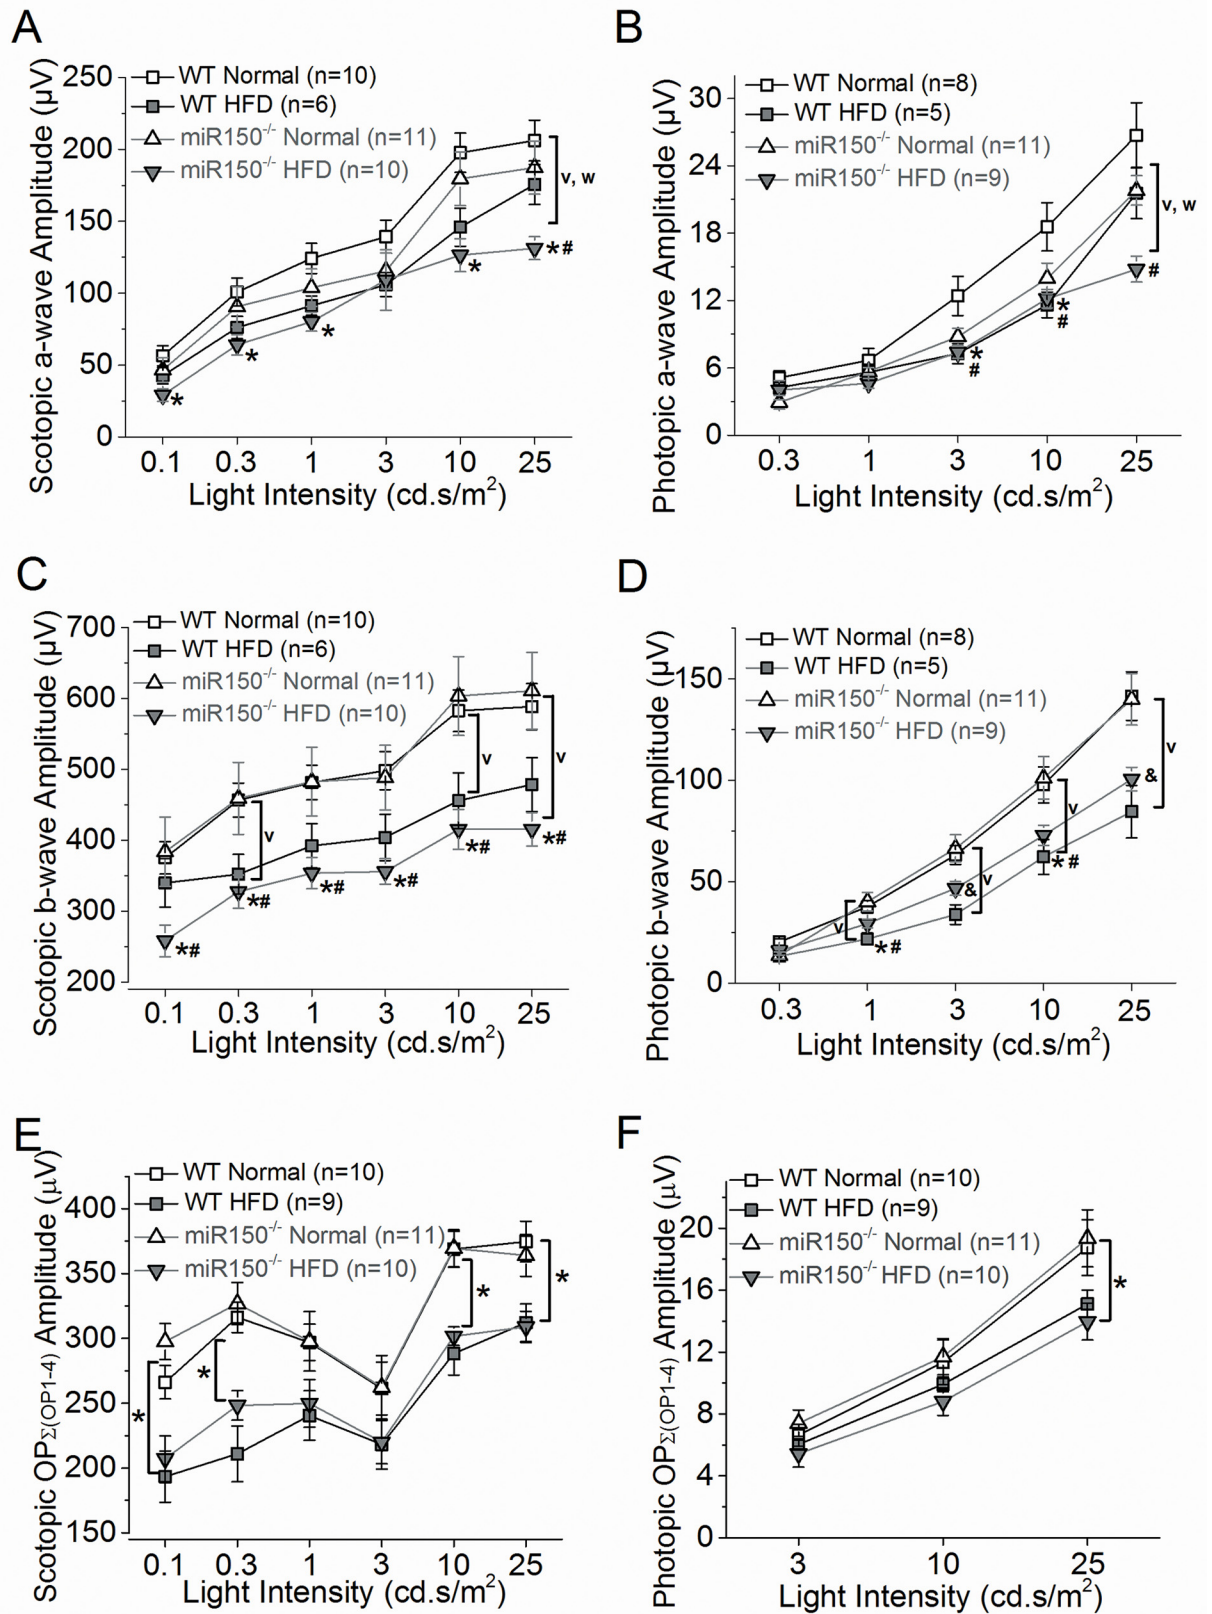 A
Scotopic a-wave Amplitude (µV)
250
200
150
100
50
0
WT Normal (n=10)
WT HFD (n=6)
miR150-/- Normal (n=11)
miR150-/- HFD (n=10)
v, w
*#
*
*
*
*
0.1 0.3 1 3 10 25
Light Intensity (cd.s/m2)
B
Photopic a-wave Amplitude (µV)
30
24
18
12
6
0
WT Normal (n=8)
WT HFD (n=5)
miR150-/- Normal (n=11)
miR150-/- HFD (n=9)
v, w
#
*
#
*
#
0.3 1 3 10 25
Light Intensity (cd.s/m2)
C
Scotopic b-wave Amplitude (µV)
700
600
500
400
300
200
WT Normal (n=10)
WT HFD (n=6)
miR150-/- Normal (n=11)
miR150-/- HFD (n=10)
v
v
v
*#
*#
*#
*#
*#
*#
0.1 0.3 1 3 10 25
Light Intensity (cd.s/m2)
D
Photopic b-wave Amplitude (µV)
150
100
50
0
WT Normal (n=8)
WT HFD (n=5)
miR150-/- Normal (n=11)
miR150-/- HFD (n=9)
v
&
v
*#
&
v
v
*#
0.3 1 3 10 25
Light Intensity (cd.s/m2)
E
Scotopic OPΣ(OP1-4) Amplitude (µV)
400
350
300
250
200
150
WT Normal (n=10)
WT HFD (n=9)
miR150-/- Normal (n=11)
miR150-/- HFD (n=10)
*
*
*
*
0.1 0.3 1 3 10 25
Light Intensity (cd.s/m2)
F
Photopic OPΣ(OP1-4) Amplitude (µV)
20
16
12
8
4
0
WT Normal (n=10)
WT HFD (n=9)
miR150-/- Normal (n=11)
miR150-/- HFD (n=10)
*
3 10 25
Light Intensity (cd.s/m2)